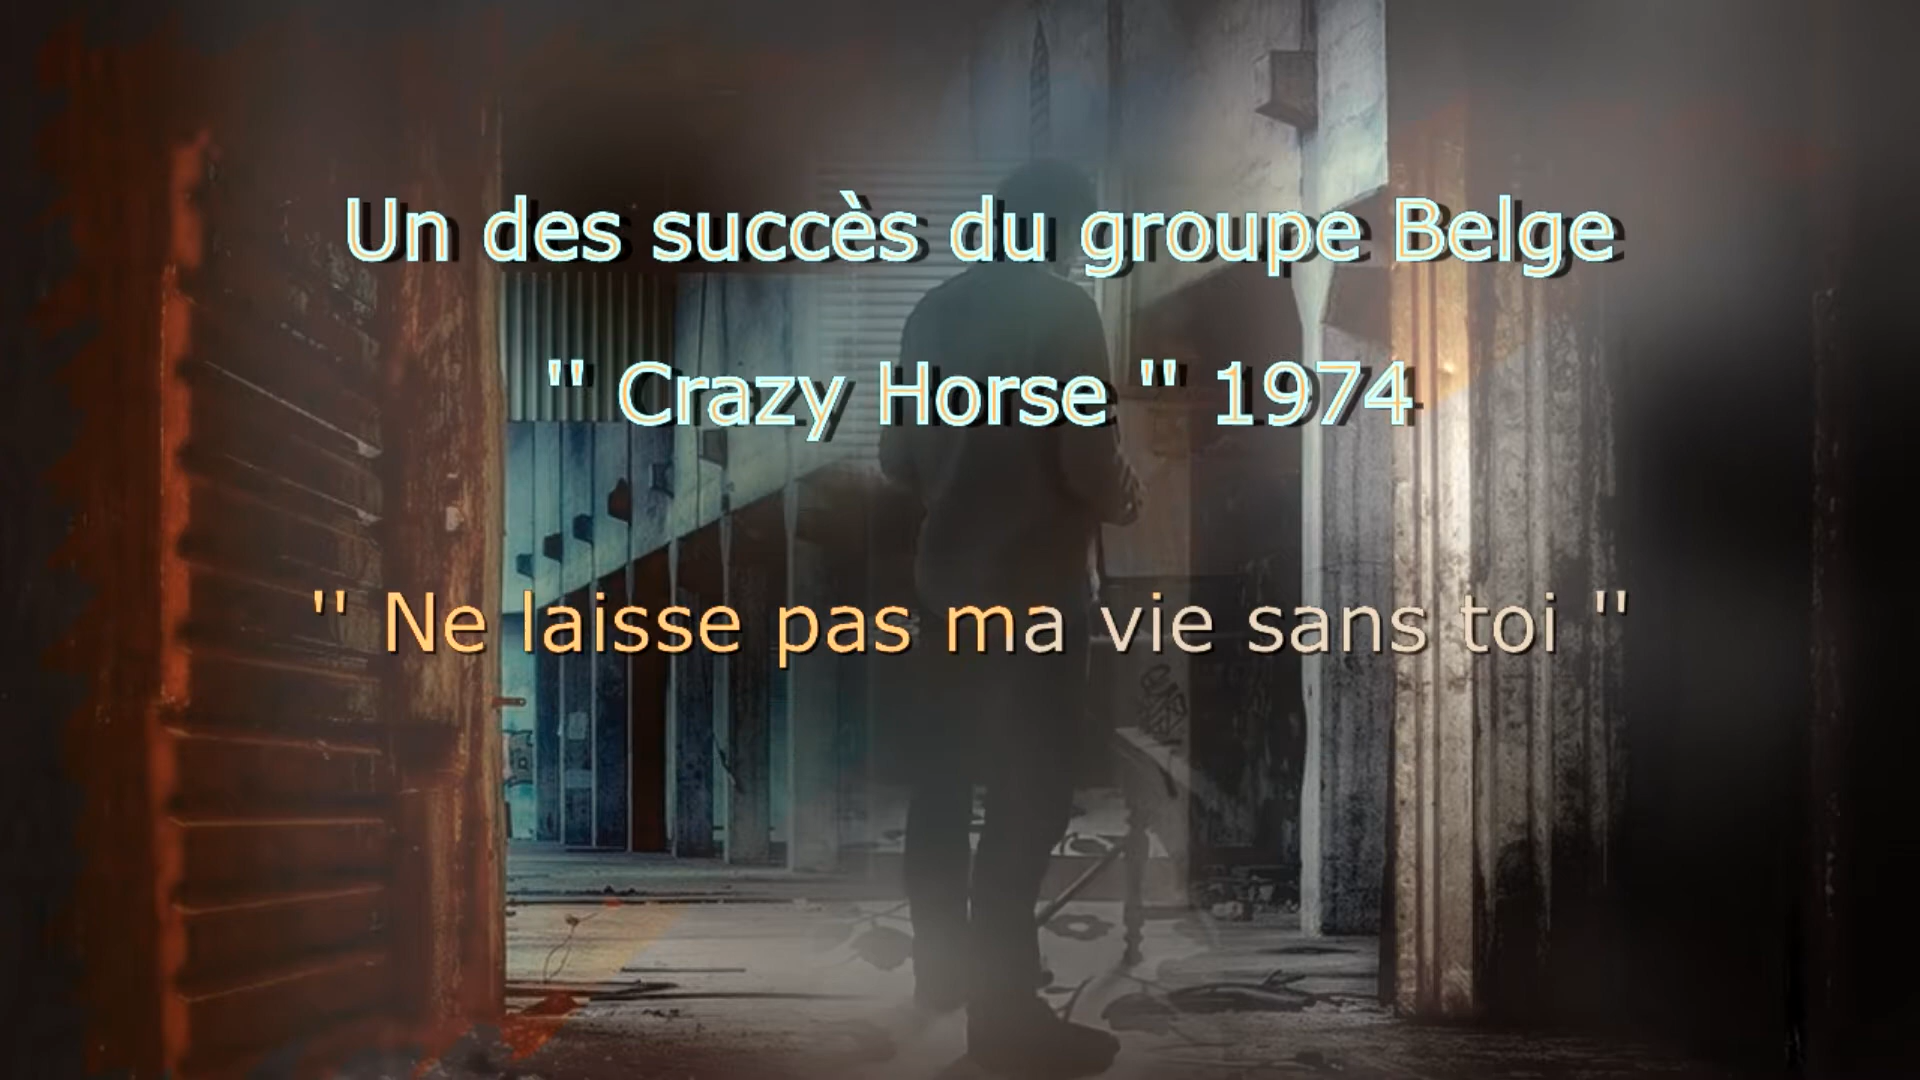 Un des succès du groupe Belge
" Crazy Horse " 1974
'' Ne laisse pas ma vie sans toi ''